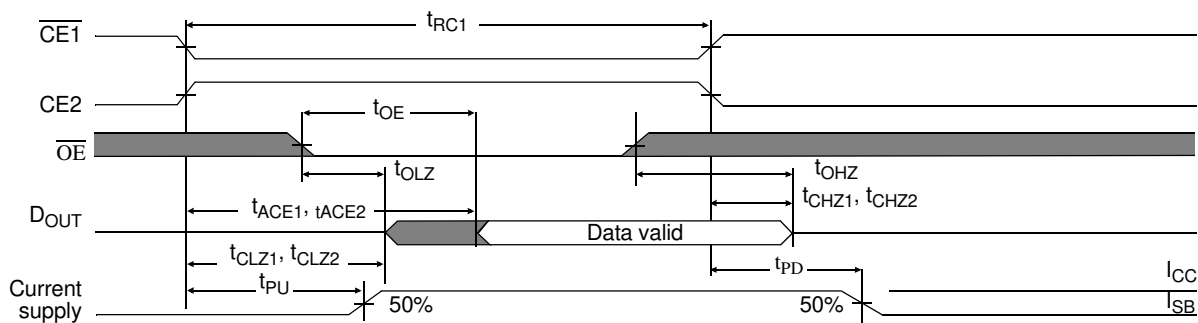 tRC1
CE1
CE2
tOE
OE
tOLZ
tOHZ
tCHZ1, tCHZ2
tACE1, tACE2
DOUT
Data valid
tCLZ1, tCLZ2
tPU
tPD
ICC
Current
supply
50%
50%
ISB